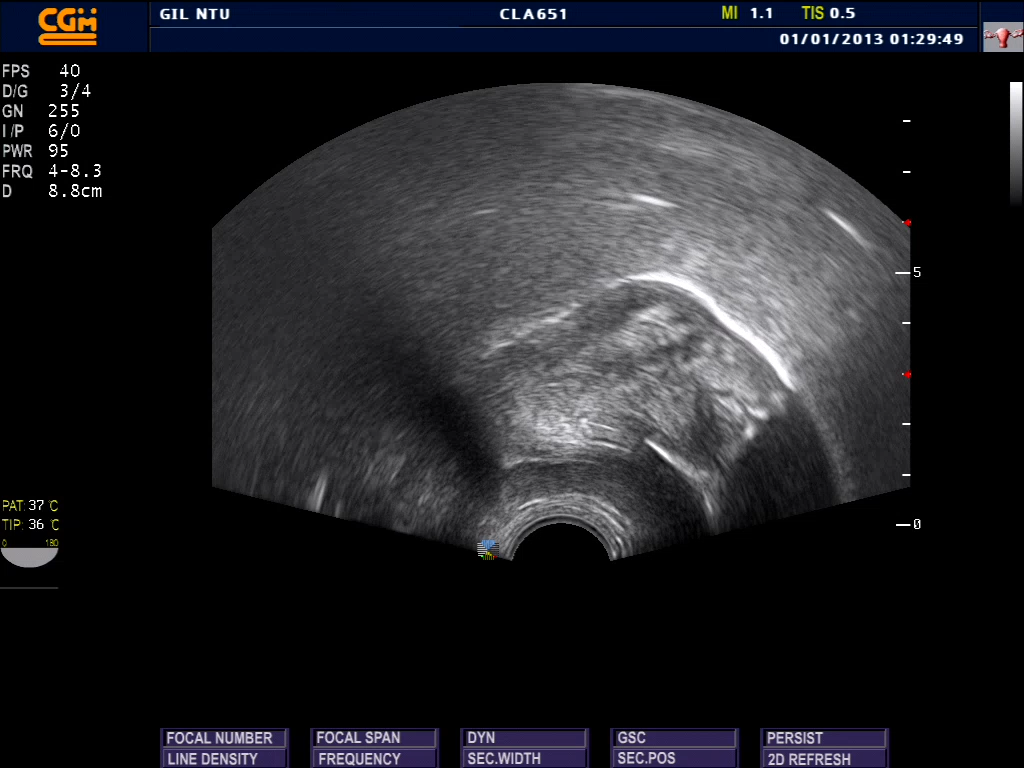 CGM
GIL NTU
CLA651
MI 1.1 TIS 0.5
01/01/2013 01:29:49
FPS 40
D/G 3/4
GN 255
I/P 6/0
PWR 95
FRQ 4-8.3
D 8.8cm
5
PAT: 37 °C
TIP: 36 °C
0 180
0
FOCAL NUMBER
LINE DENSITY
FOCAL SPAN
FREQUENCY
DYN
SEC.WIDTH
GSC
SEC.POS
PERSIST
2D REFRESH